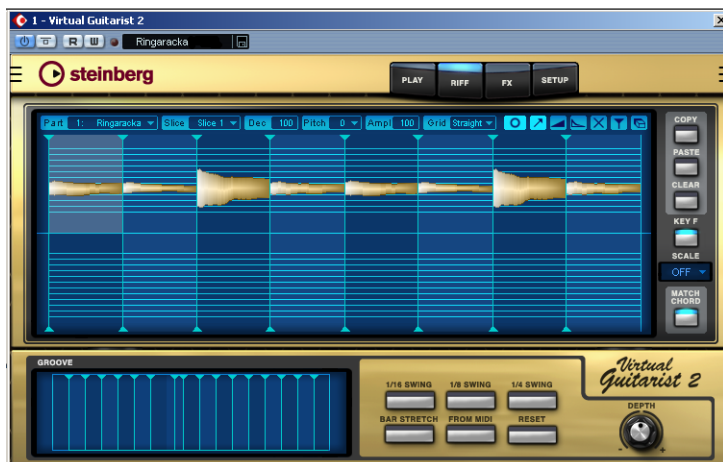 1 - Virtual Guitarist 2
R W Ringaracka
steinberg
PLAY RIFF FX SETUP
Part 1: Ringaracka Slice Slice 1 Dec 100 Pitch 0 Ampl 100 Grid Straight
COPY
PASTE
CLEAR
KEY F
SCALE
OFF
MATCH
CHORD
GROOVE
Virtual
Guitarist 2
1/16 SWING 1/8 SWING 1/4 SWING
BAR STRETCH FROM MIDI RESET
DEPTH
- +